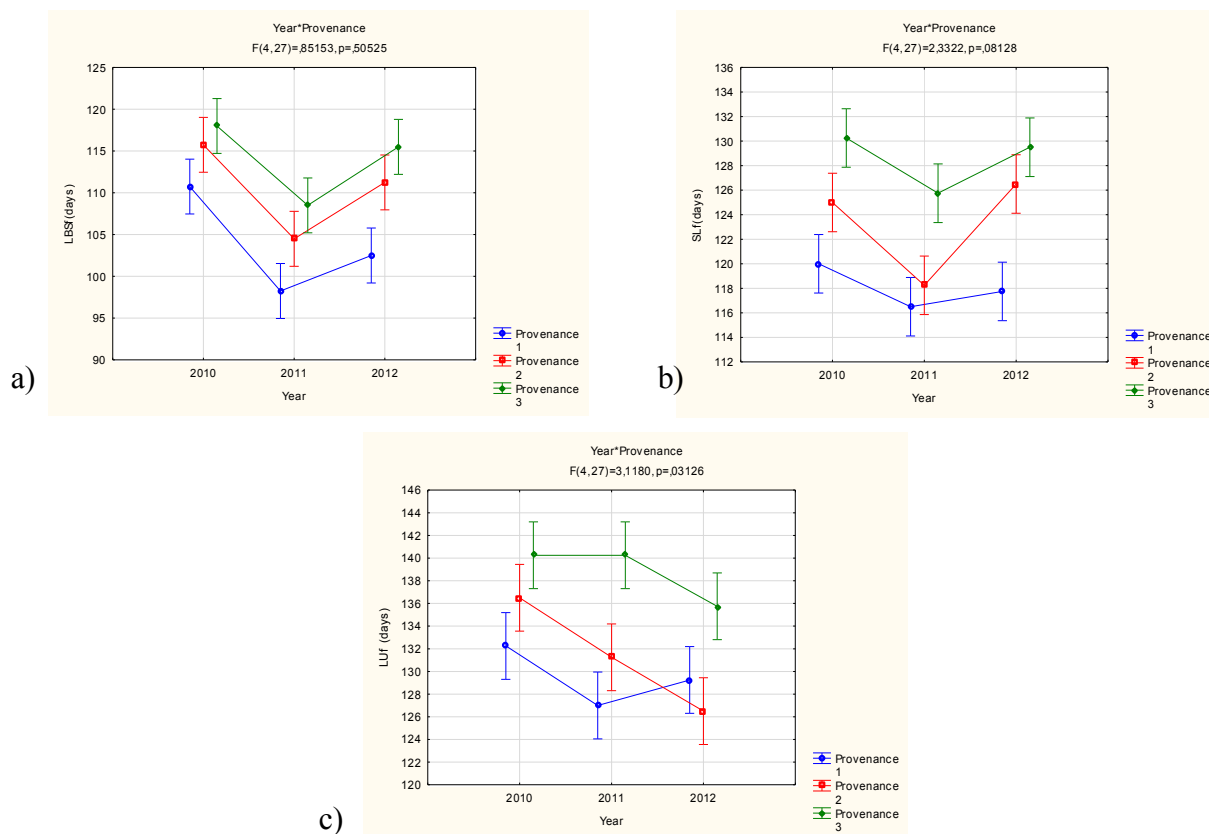 Year*Provenance
F(4,27)=,85153, p=,50525
125
120
115
110
105
100
95
90
LBSf (days)
2010
2011
2012
Year
Provenance
1
Provenance
2
Provenance
3
a)
Year*Provenance
F(4,27)=2,3322, p=,08128
136
134
132
130
128
126
124
122
120
118
116
114
112
SLf (days)
2010
2011
2012
Year
Provenance
1
Provenance
2
Provenance
3
b)
Year*Provenance
F(4,27)=3,1180, p=,03126
146
144
142
140
138
136
134
132
130
128
126
124
122
120
LUf (days)
2010
2011
2012
Year
Provenance
1
Provenance
2
Provenance
3
c)